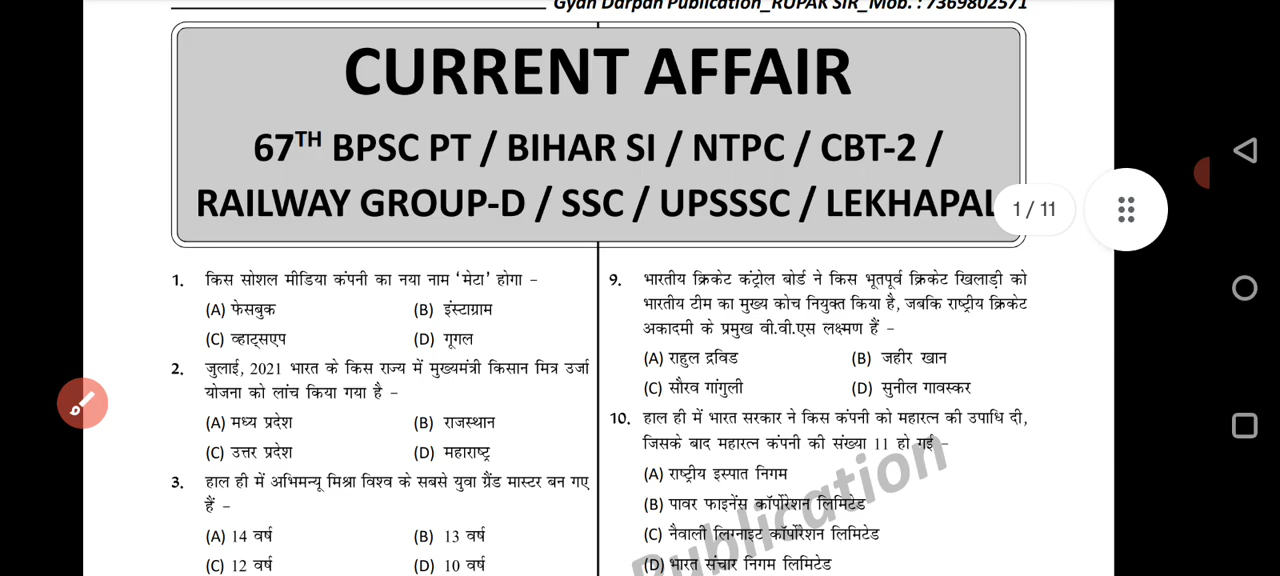 Gyan Darpan Publication_RUPAK SIR_Mob. : 7369802571
CURRENT AFFAIR
67TH BPSC PT / BIHAR SI / NTPC / CBT-2 /
RAILWAY GROUP-D / SSC / UPSSSC / LEKHAPAL
1 / 11
1. किस सोशल मीडिया कंपनी का नया नाम ‘मेटा’ होगा –
(A) फेसबुक (B) इंस्टाग्राम
(C) व्हाट्सएप (D) गूगल
2. जुलाई, 2021 भारत के किस राज्य में मुख्यमंत्री किसान मित्र उर्जा
योजना को लांच किया गया है –
(A) मध्य प्रदेश (B) राजस्थान
(C) उत्तर प्रदेश (D) महाराष्ट्र
3. हाल ही में अभिमन्यू मिश्रा विश्व के सबसे युवा ग्रैंड मास्टर बन गए
हैं –
(A) 14 वर्ष (B) 13 वर्ष
(C) 12 वर्ष (D) 10 वर्ष
9. भारतीय क्रिकेट कंट्रोल बोर्ड ने किस भूतपूर्व क्रिकेट खिलाड़ी को
भारतीय टीम का मुख्य कोच नियुक्त किया है, जबकि राष्ट्रीय क्रिकेट
अकादमी के प्रमुख वी.वी.एस लक्ष्मण हैं –
(A) राहुल द्रविड (B) जहीर खान
(C) सौरव गांगुली (D) सुनील गावस्कर
10. हाल ही में भारत सरकार ने किस कंपनी को महारत्न की उपाधि दी,
जिसके बाद महारत्न कंपनी की संख्या 11 हो गई –
(A) राष्ट्रीय इस्पात निगम
(B) पावर फाइनेंस कॉर्पोरेशन लिमिटेड
(C) नैवाली लिग्नाइट कॉर्पोरेशन लिमिटेड
(D) भारत संचार निगम लिमिटेड
Publication